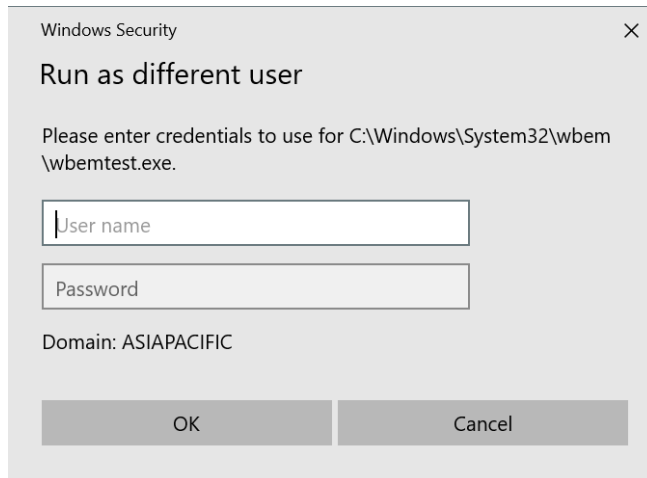 Windows Security
Run as different user
Please enter credentials to use for C:\Windows\System32\wbem
\wbemtest.exe.
User name
Password
Domain: ASIAPACIFIC
OK
Cancel